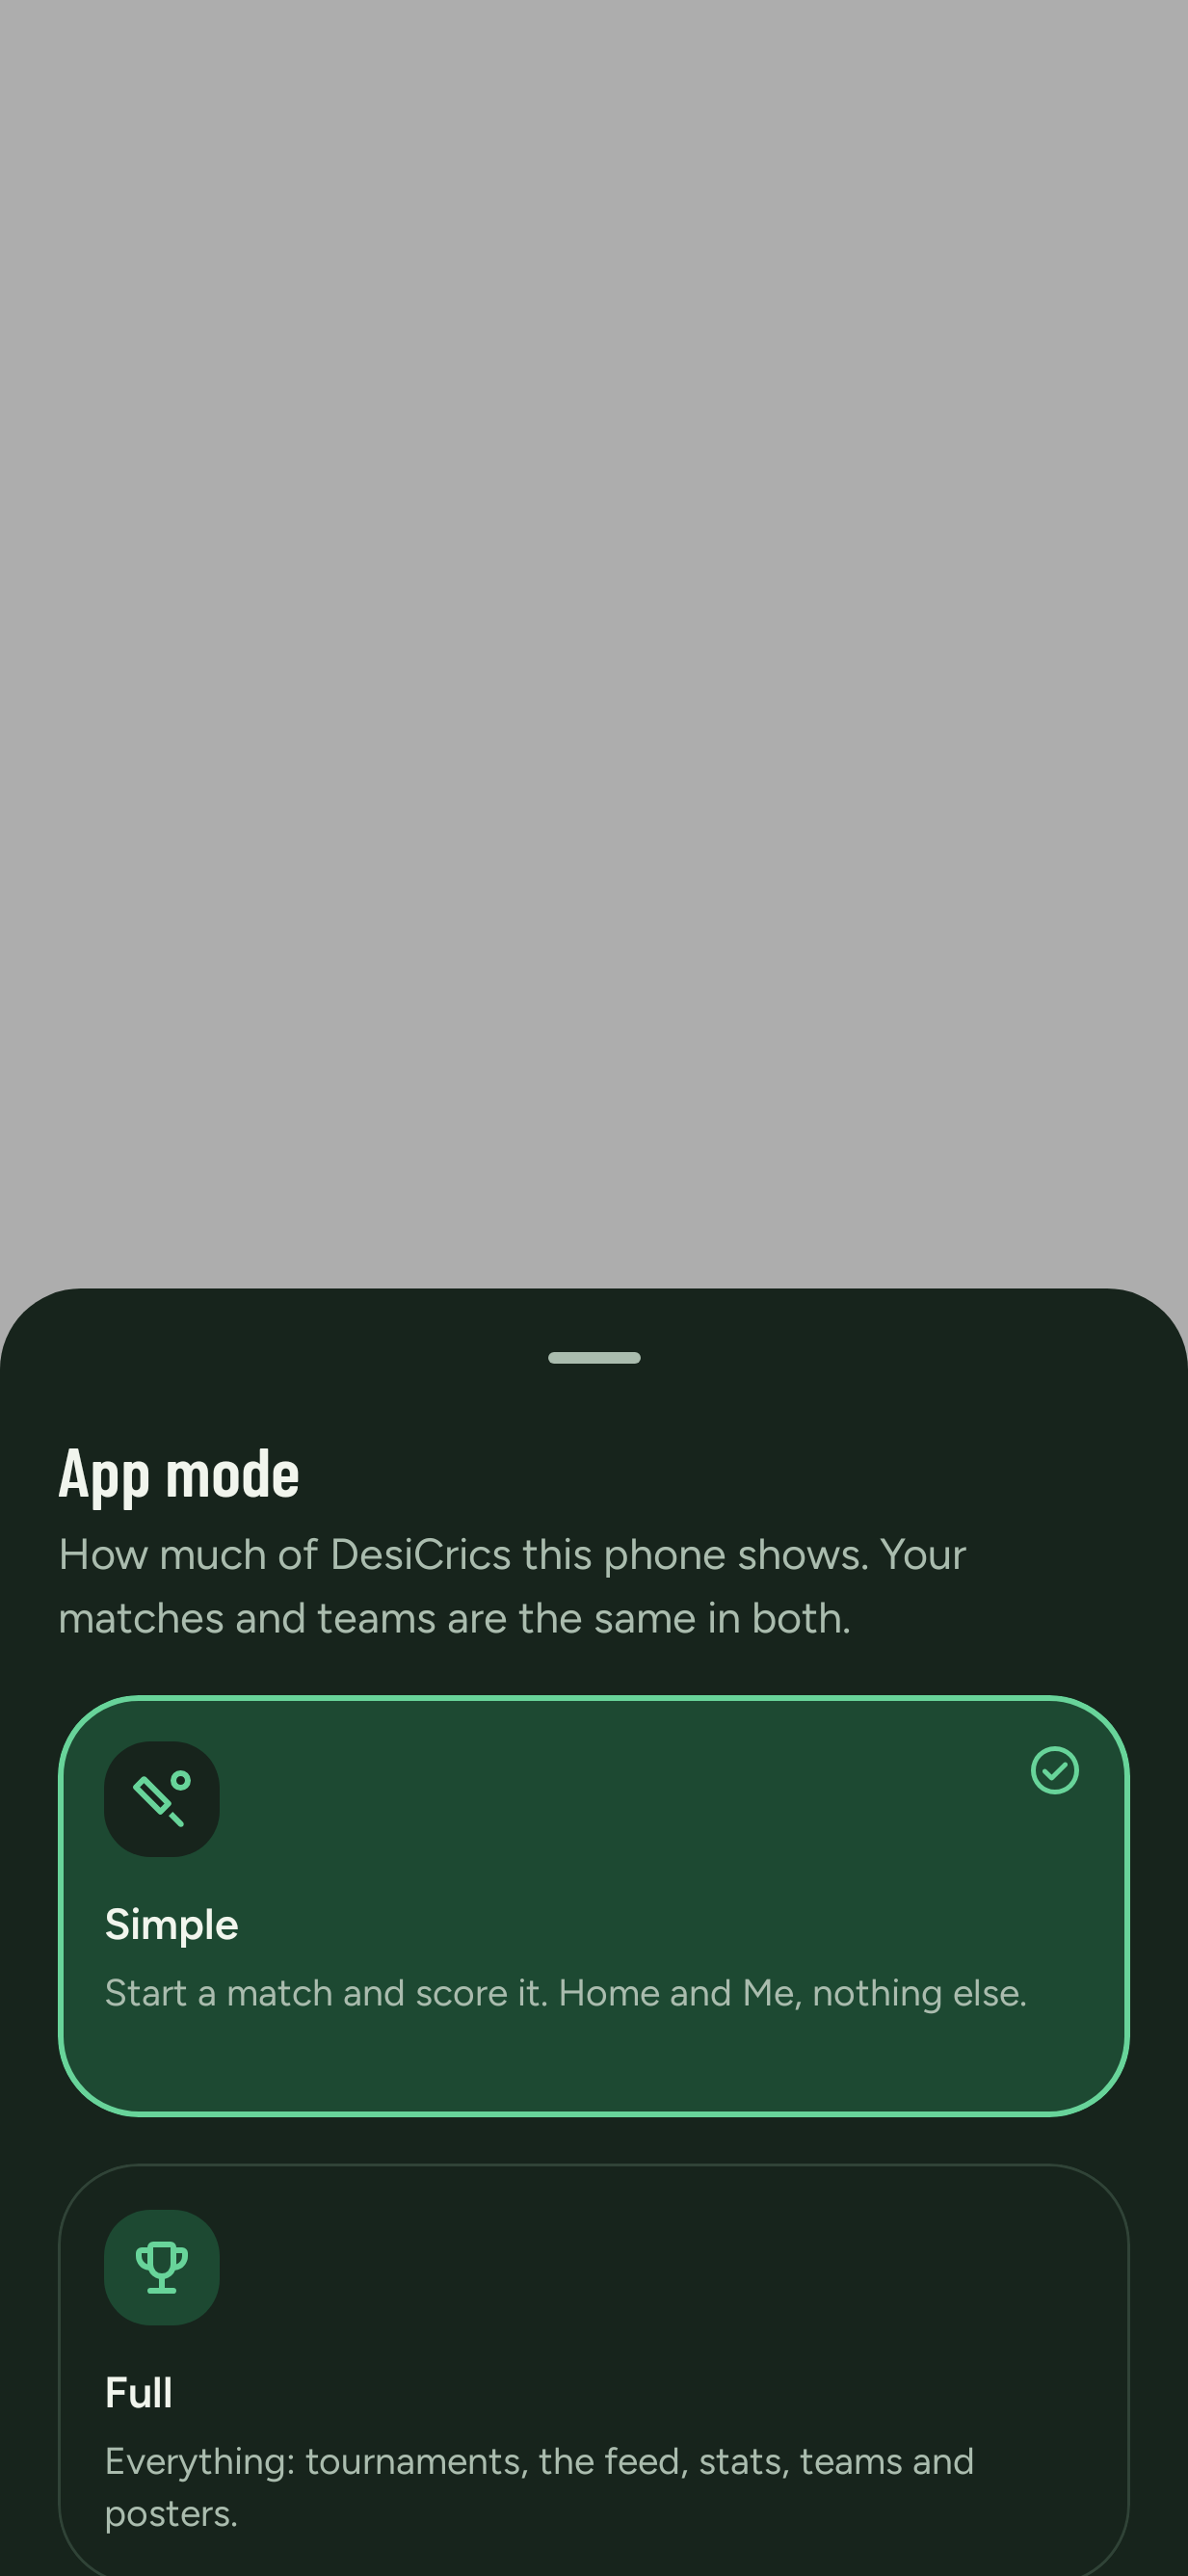 App mode
How much of DesiCrics this phone shows. Your
matches and teams are the same in both.
Simple
Start a match and score it. Home and Me, nothing else.
Full
Everything: tournaments, the feed, stats, teams and
posters.